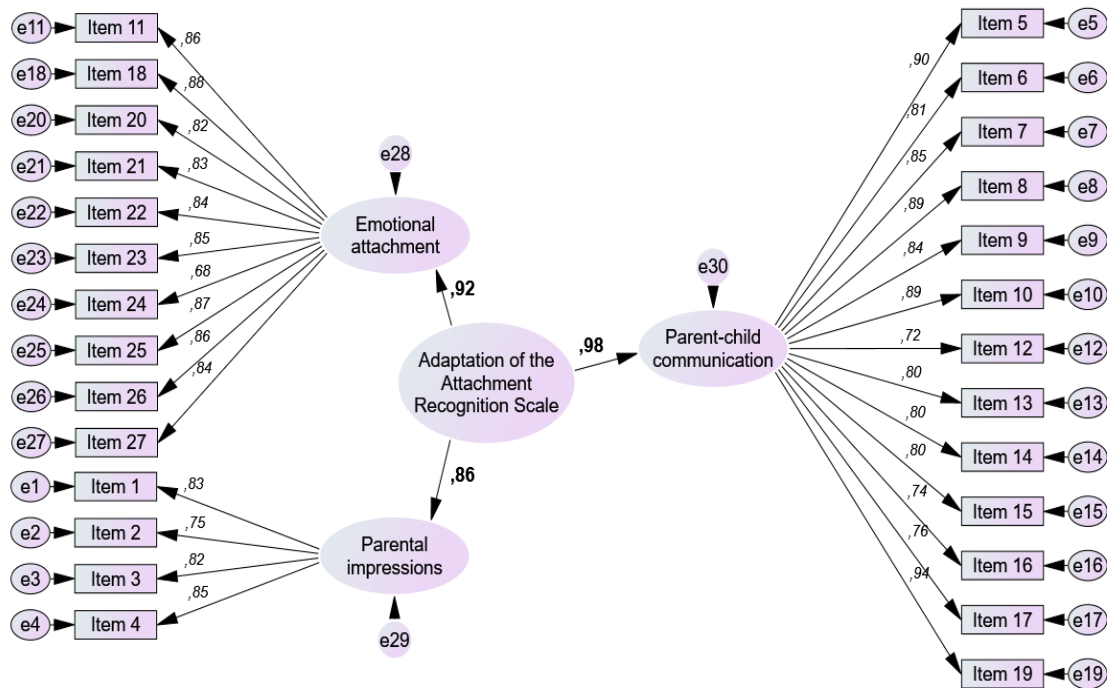 e11
Item 11
,86
e18
Item 18
,88
e20
Item 20
,82
e21
Item 21
,83
e22
Item 22
,84
e23
Item 23
,85
e24
Item 24
,68
e25
Item 25
,87
e26
Item 26
,86
e27
Item 27
,84
e1
Item 1
,83
e2
Item 2
,75
e3
Item 3
,82
e4
Item 4
,85
e28
Emotional
attachment
,92
Adaptation of the
Attachment
Recognition Scale
,86
Parental
impressions
e29
,98
e30
Parent-child
communication
,90
Item 5
e5
,81
Item 6
e6
,85
Item 7
e7
,89
Item 8
e8
,84
Item 9
e9
,89
Item 10
e10
,72
Item 12
e12
,80
Item 13
e13
,80
Item 14
e14
,74
Item 15
e15
,76
Item 16
e16
,94
Item 17
e17
Item 19
e19